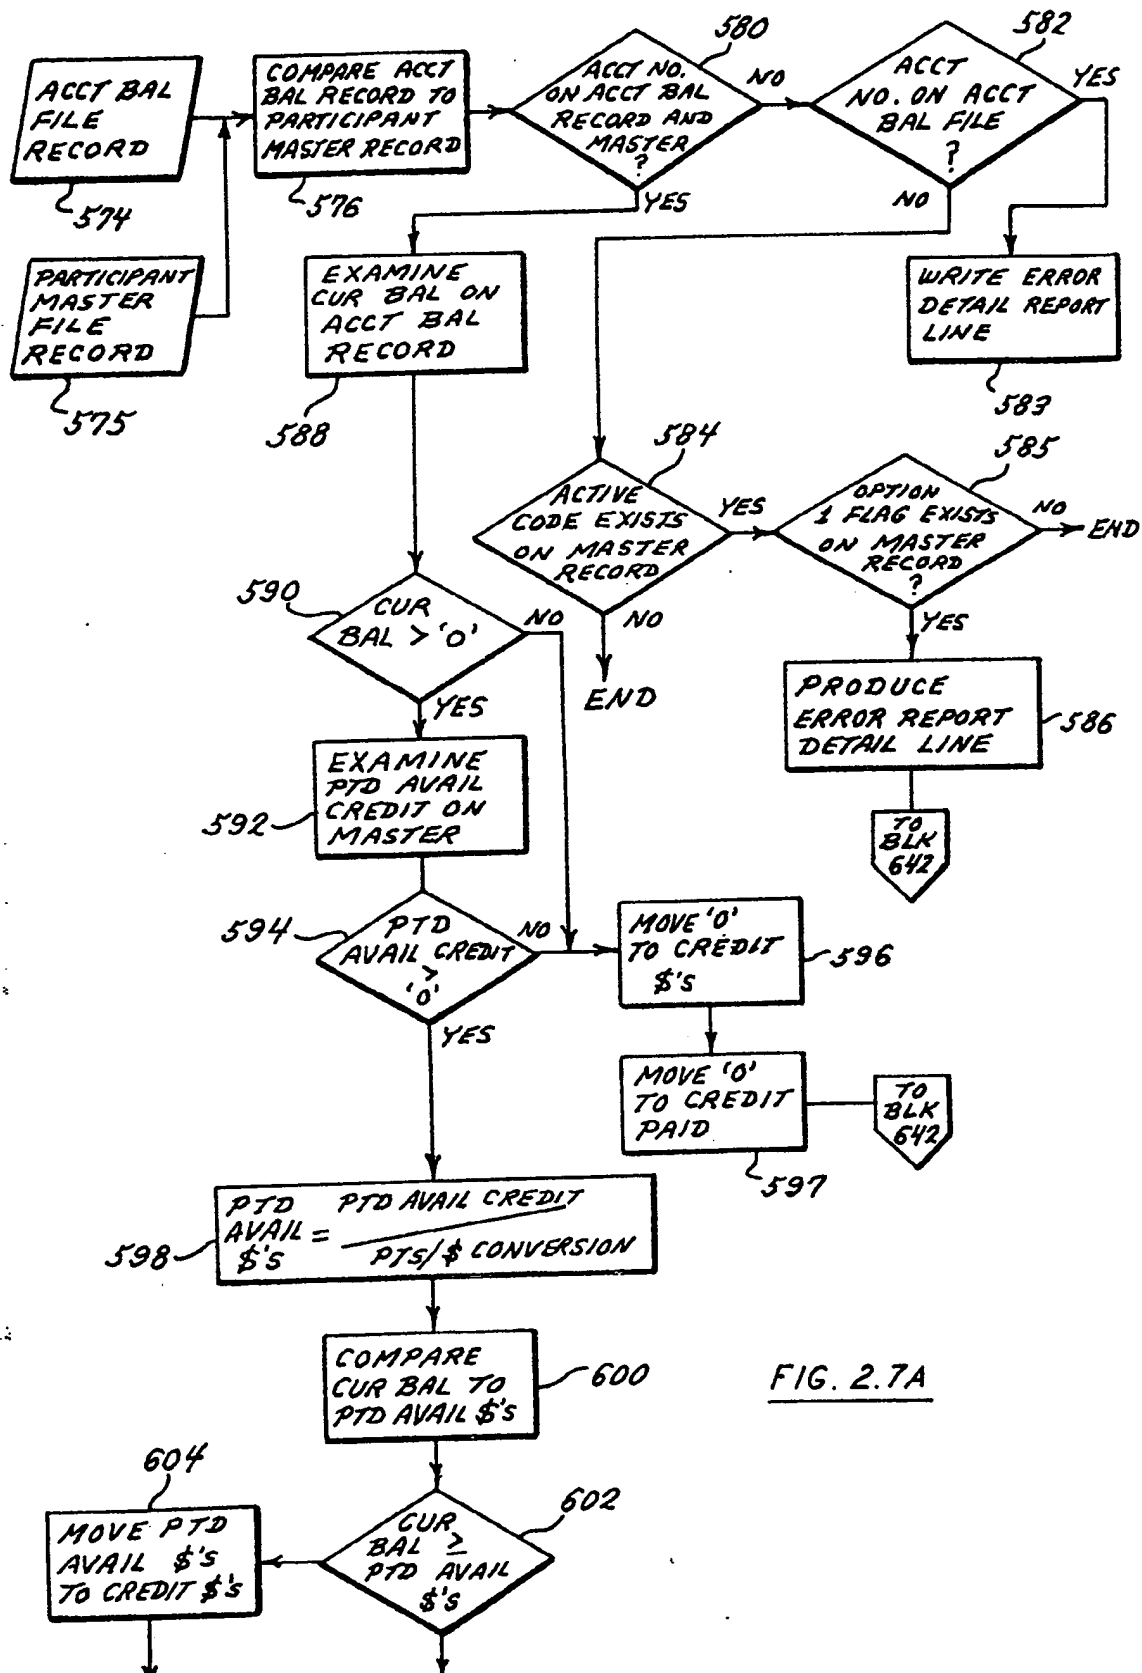 ACCT BAL
FILE
RECORD
574
COMPARE ACCT
BAL RECORD TO
PARTICIPANT
MASTER RECORD
576
580
ACCT NO.
ON ACCT BAL
RECORD AND
MASTER
?
NO
YES
582
ACCT
NO. ON ACCT
BAL FILE
?
YES
NO
PARTICIPANT
MASTER
FILE
RECORD
575
EXAMINE
CUR BAL ON
ACCT BAL
RECORD
588
WRITE ERROR
DETAIL REPORT
LINE
583
584
ACTIVE
CODE EXISTS
ON MASTER
RECORD
YES
NO
END
585
OPTION
1 FLAG EXISTS
ON MASTER
RECORD
?
NO
END
YES
590
CUR
BAL > '0'
NO
YES
PRODUCE
ERROR REPORT
DETAIL LINE
586
TO
BLK
642
EXAMINE
PTD AVAIL
CREDIT ON
MASTER
592
594
PTD
AVAIL CREDIT
>
'0'
NO
YES
MOVE '0'
TO CREDIT
$'s
596
MOVE '0'
TO CREDIT
PAID
597
TO
BLK
642
PTD AVAIL $'s = PTD AVAIL CREDIT / PTS/$ CONVERSION
598
COMPARE
CUR BAL TO
PTD AVAIL $'s
600
FIG. 2.7A
604
MOVE PTD
AVAIL $'s
TO CREDIT $'s
602
CUR
BAL ≥
PTD AVAIL
$'s